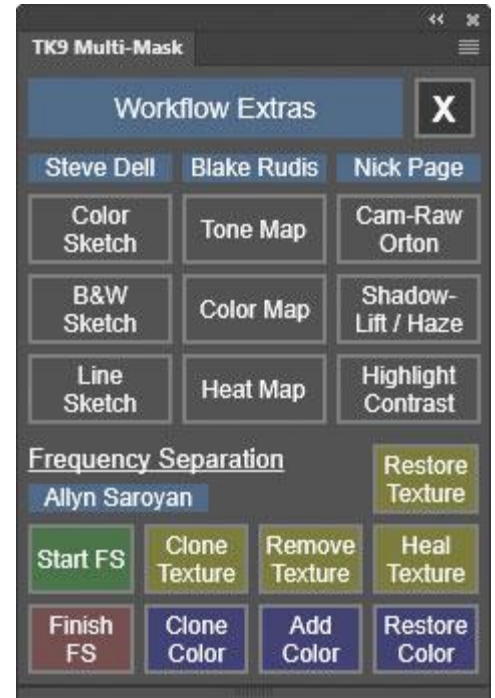 TK9 Multi-Mask
Workflow Extras X
Steve Dell Blake Rudis Nick Page
Color Sketch Tone Map Cam-Raw Orton
B&W Sketch Color Map Shadow-Lift / Haze
Line Sketch Heat Map Highlight Contrast
Frequency Separation
Restore Texture
Allyn Saroyan
Start FS Clone Texture Remove Texture Heal Texture
Finish FS Clone Color Add Color Restore Color